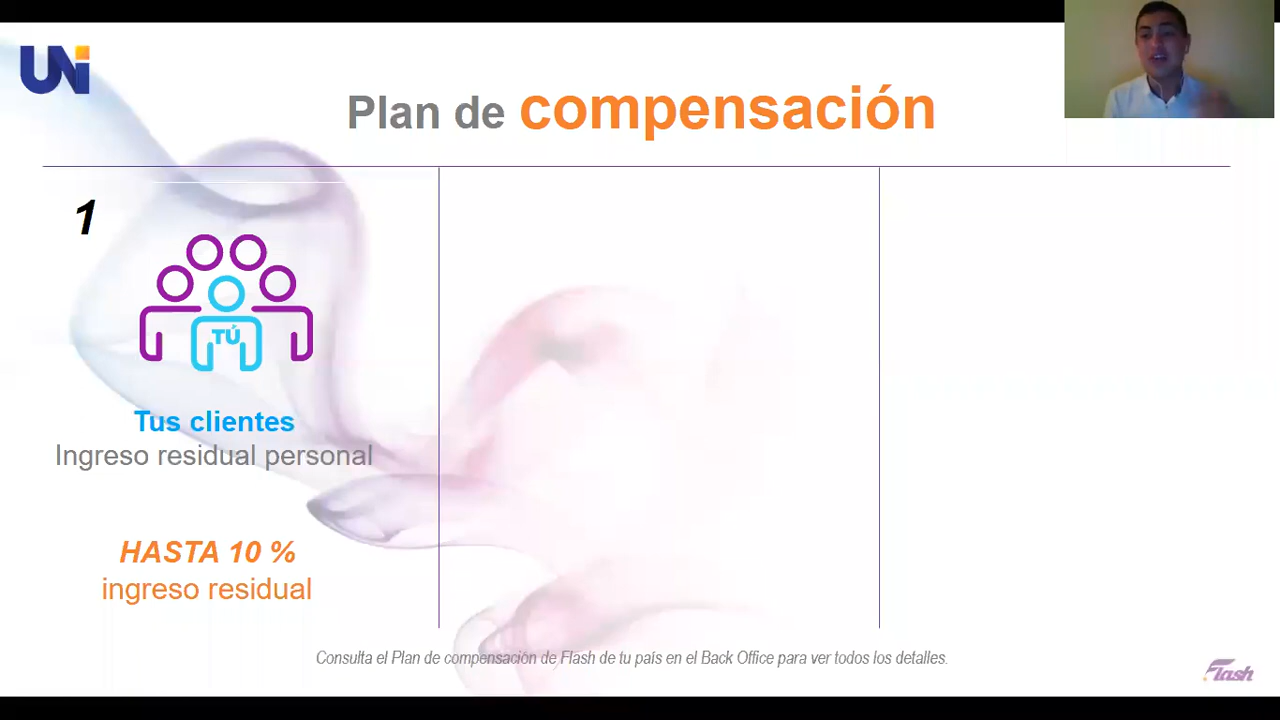 UNi
Plan de compensación
1
TÚ
Tus clientes
Ingreso residual personal
HASTA 10 %
ingreso residual
Consulta el Plan de compensación de Flash de tu país en el Back Office para ver todos los detalles.
Flash